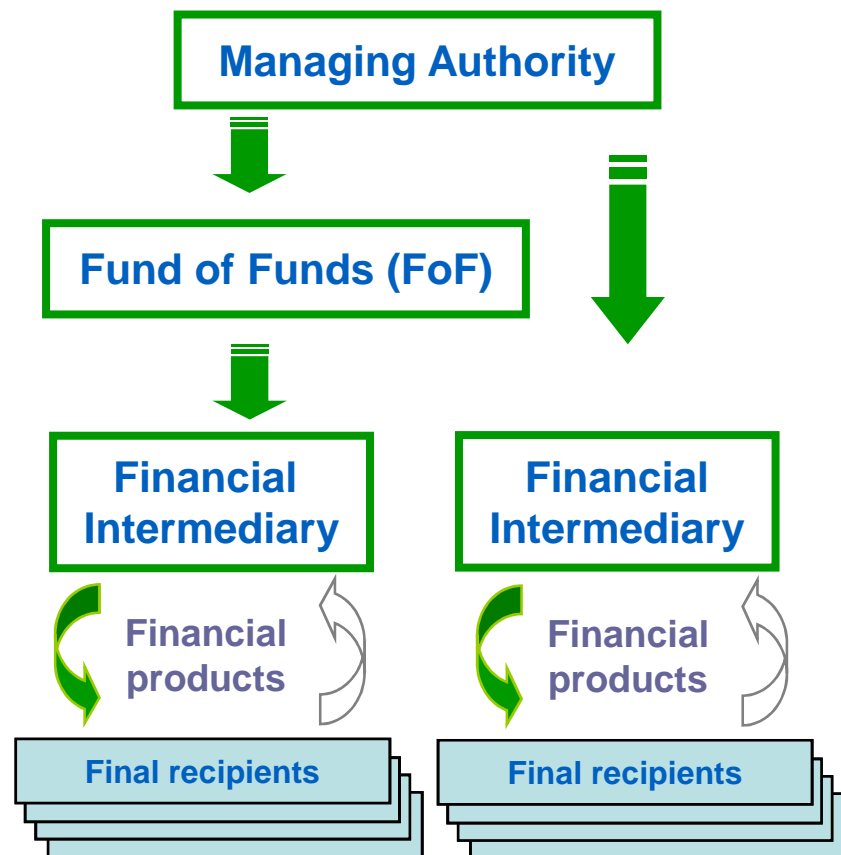 Managing Authority
Fund of Funds (FoF)
Financial
Intermediary
Financial
Intermediary
Financial
products
Financial
products
Final recipients
Final recipients